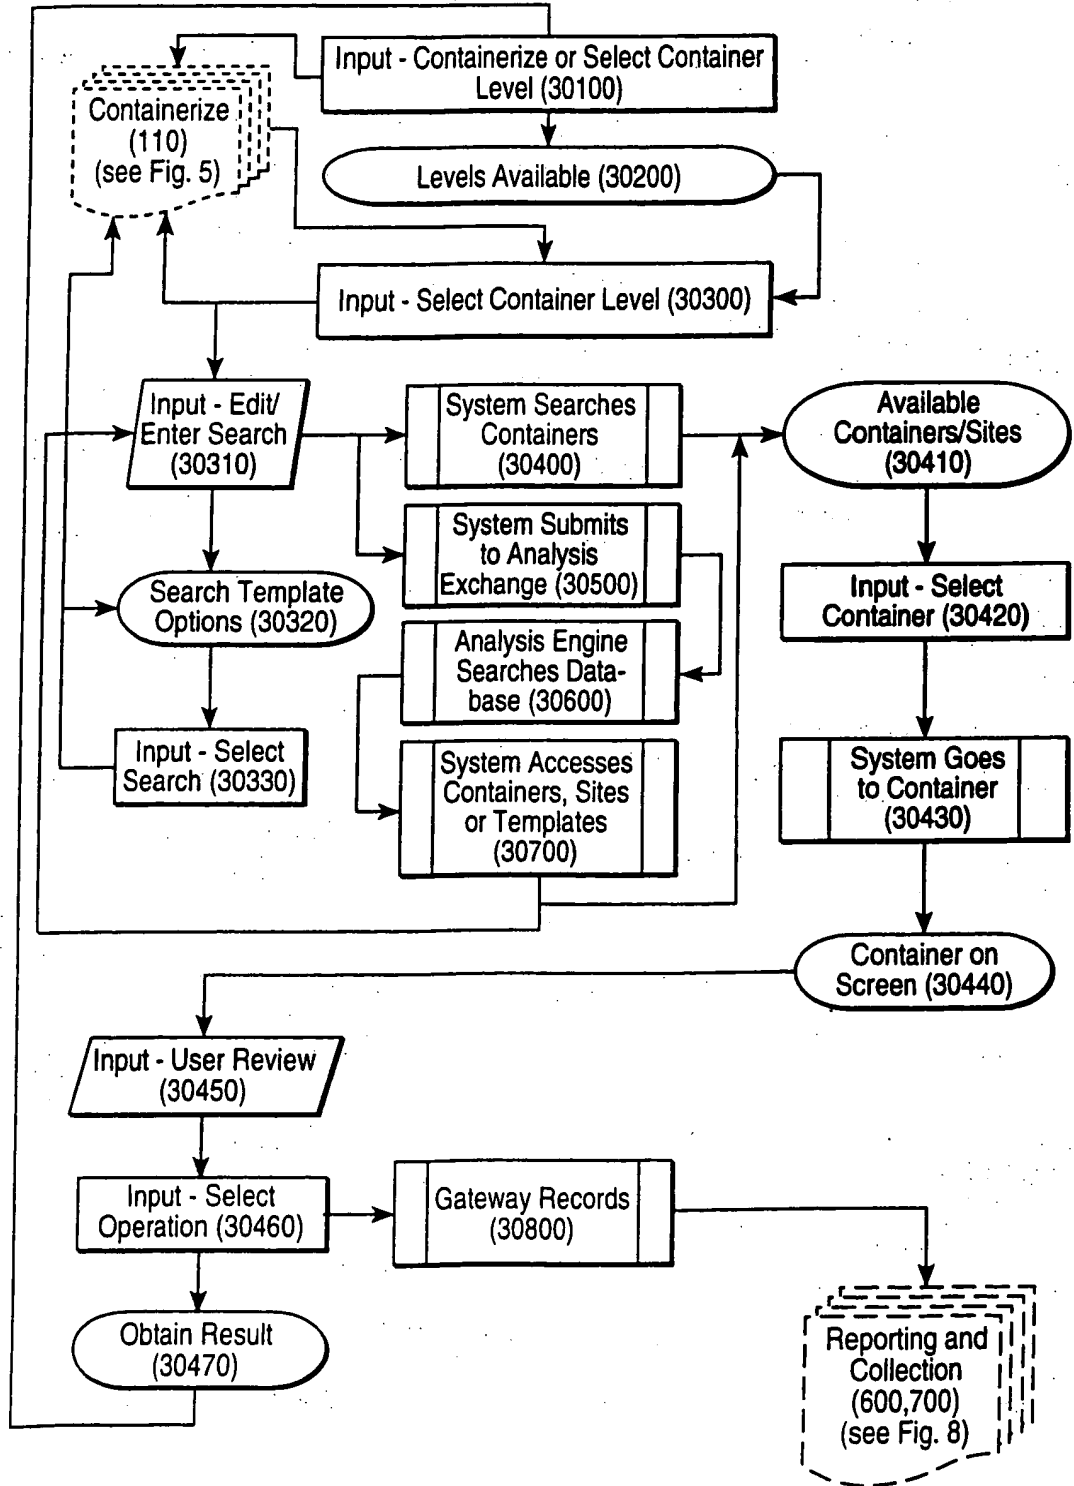 Input - Containerize or Select Container
Level (30100)
Containerize
(110)
(see Fig. 5)
Levels Available (30200)
Input - Select Container Level (30300)
Input - Edit/
Enter Search
(30310)
System Searches
Containers
(30400)
Available
Containers/Sites
(30410)
System Submits
to Analysis
Exchange (30500)
Search Template
Options (30320)
Input - Select
Container (30420)
Analysis Engine
Searches Data-
base (30600)
Input - Select
Search (30330)
System Accesses
Containers, Sites
or Templates
(30700)
System Goes
to Container
(30430)
Container on
Screen (30440)
Input - User Review
(30450)
Input - Select
Operation (30460)
Gateway Records
(30800)
Obtain Result
(30470)
Reporting and
Collection
(600,700)
(see Fig. 8)